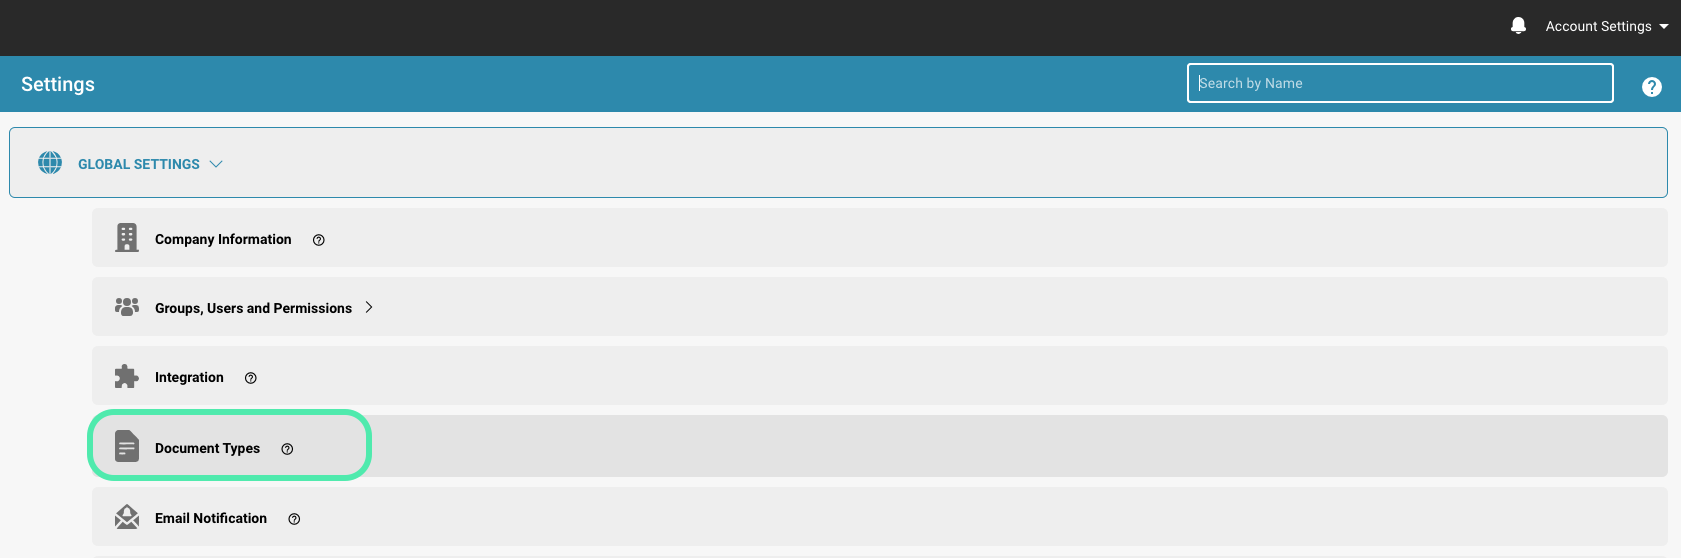 Account Settings
Settings
Search by Name
GLOBAL SETTINGS
Company Information
Groups, Users and Permissions
Integration
Document Types
Email Notification